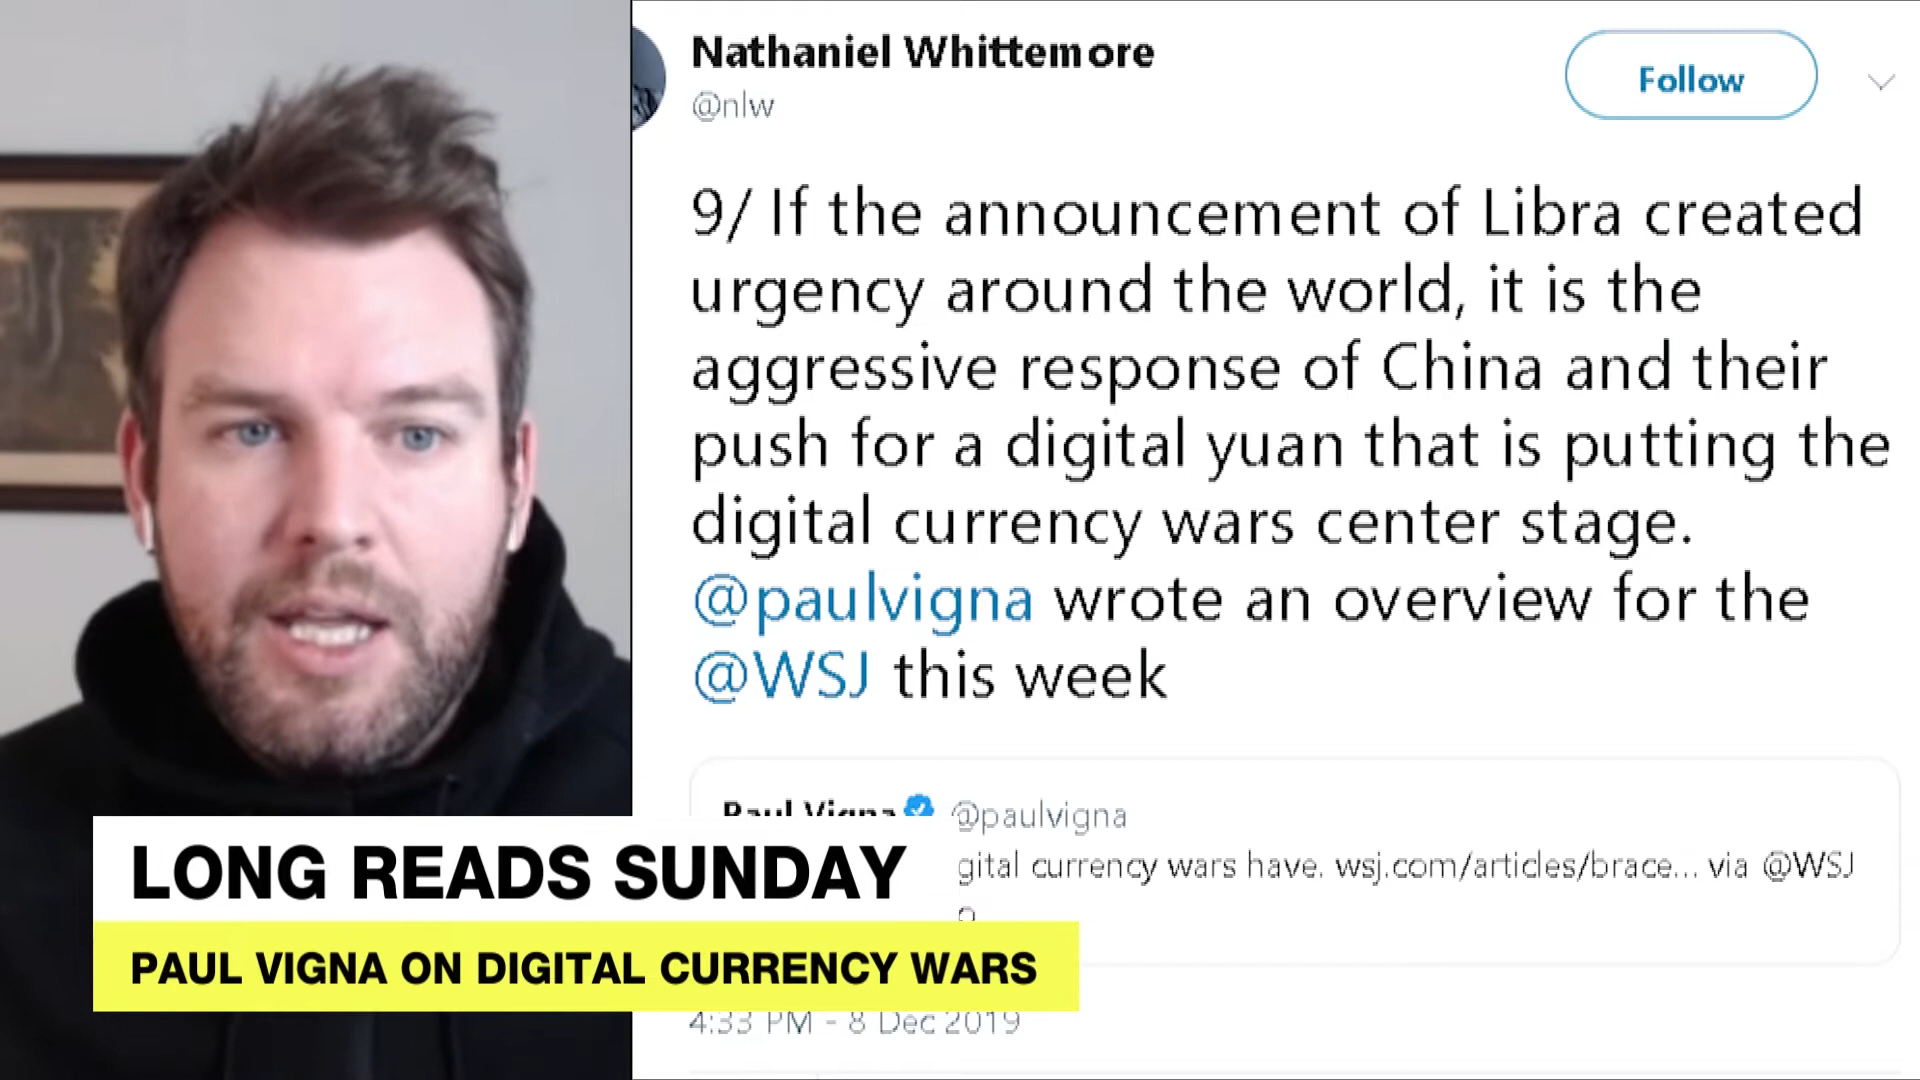 Nathaniel Whittemore
@nlw
Follow
9/ If the announcement of Libra created
urgency around the world, it is the
aggressive response of China and their
push for a digital yuan that is putting the
digital currency wars center stage.
@paulvigna wrote an overview for the
@WSJ this week
Paul Vigna @paulvigna
gital currency wars have. wsj.com/articles/brace... via @WSJ
LONG READS SUNDAY
PAUL VIGNA ON DIGITAL CURRENCY WARS
4:33 PM - 8 Dec 2019